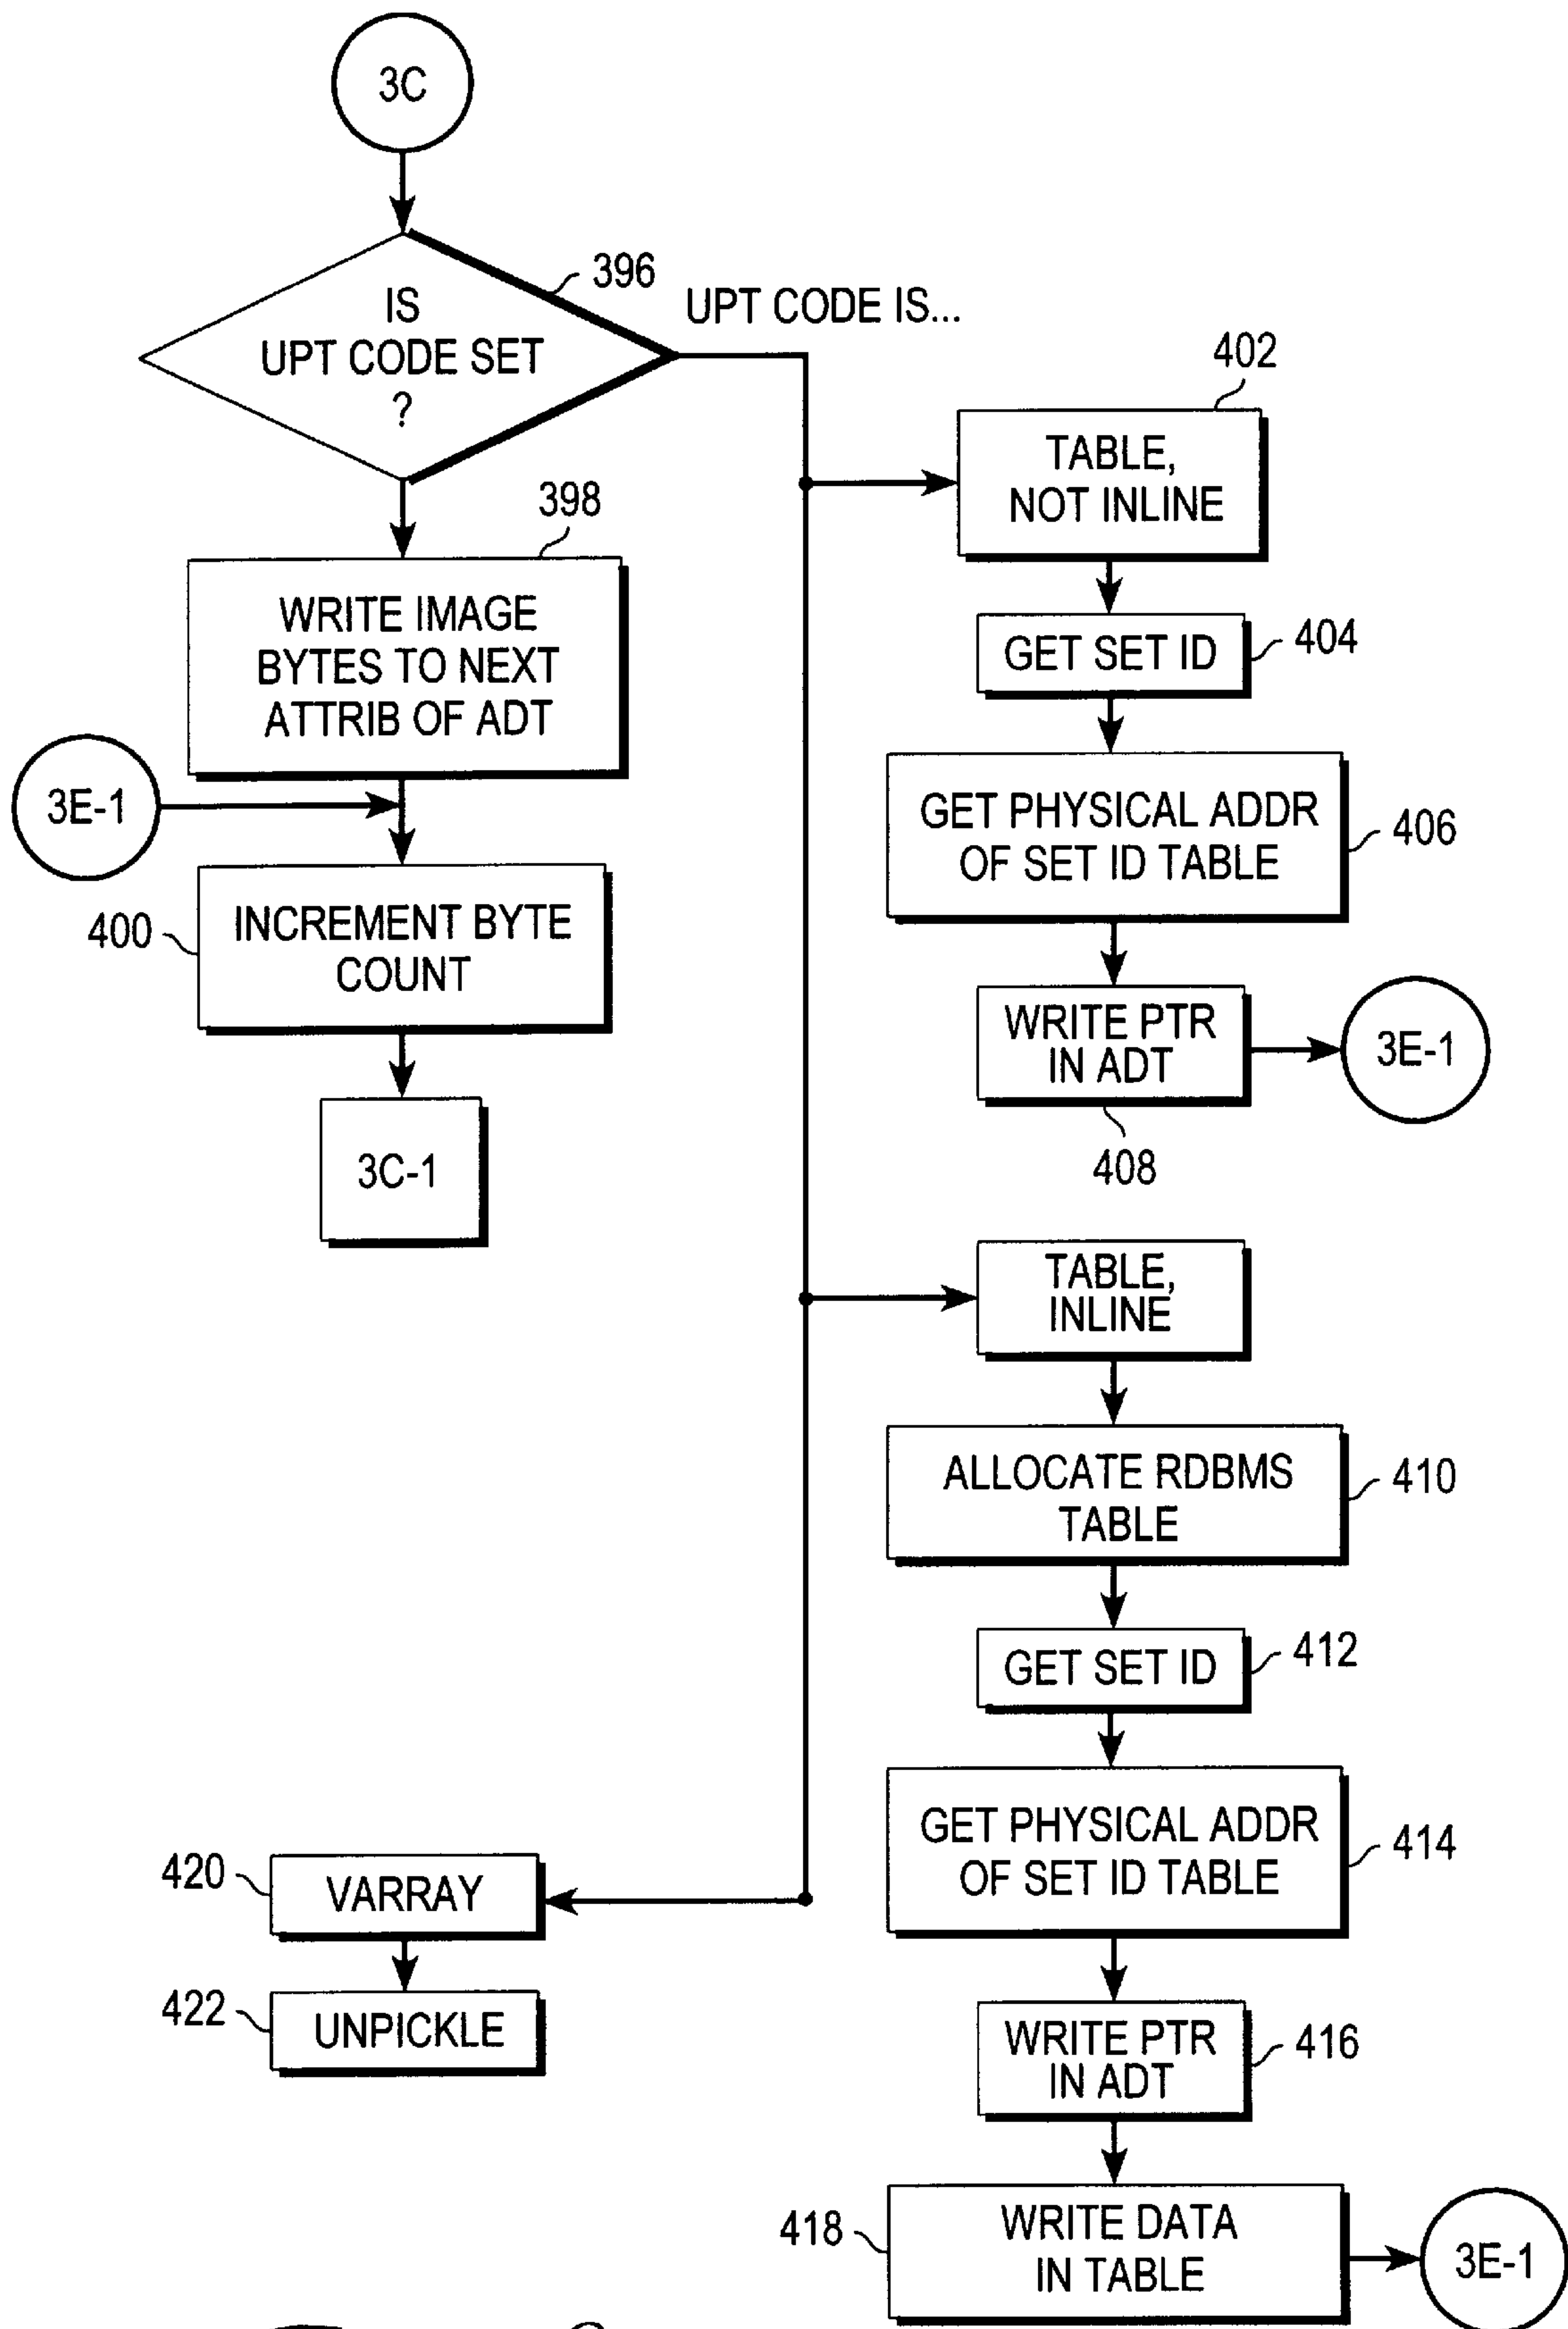 3C
396
IS
UPT CODE SET
?
UPT CODE IS...
398
WRITE IMAGE
BYTES TO NEXT
ATTRIB OF ADT
3E-1
400
INCREMENT BYTE
COUNT
3C-1
402
TABLE,
NOT INLINE
GET SET ID
404
GET PHYSICAL ADDR
OF SET ID TABLE
406
WRITE PTR
IN ADT
408
3E-1
TABLE,
INLINE
ALLOCATE RDBMS
TABLE
410
GET SET ID
412
GET PHYSICAL ADDR
OF SET ID TABLE
414
WRITE PTR
IN ADT
416
418
WRITE DATA
IN TABLE
3E-1
420
VARRAY
422
UNPICKLE